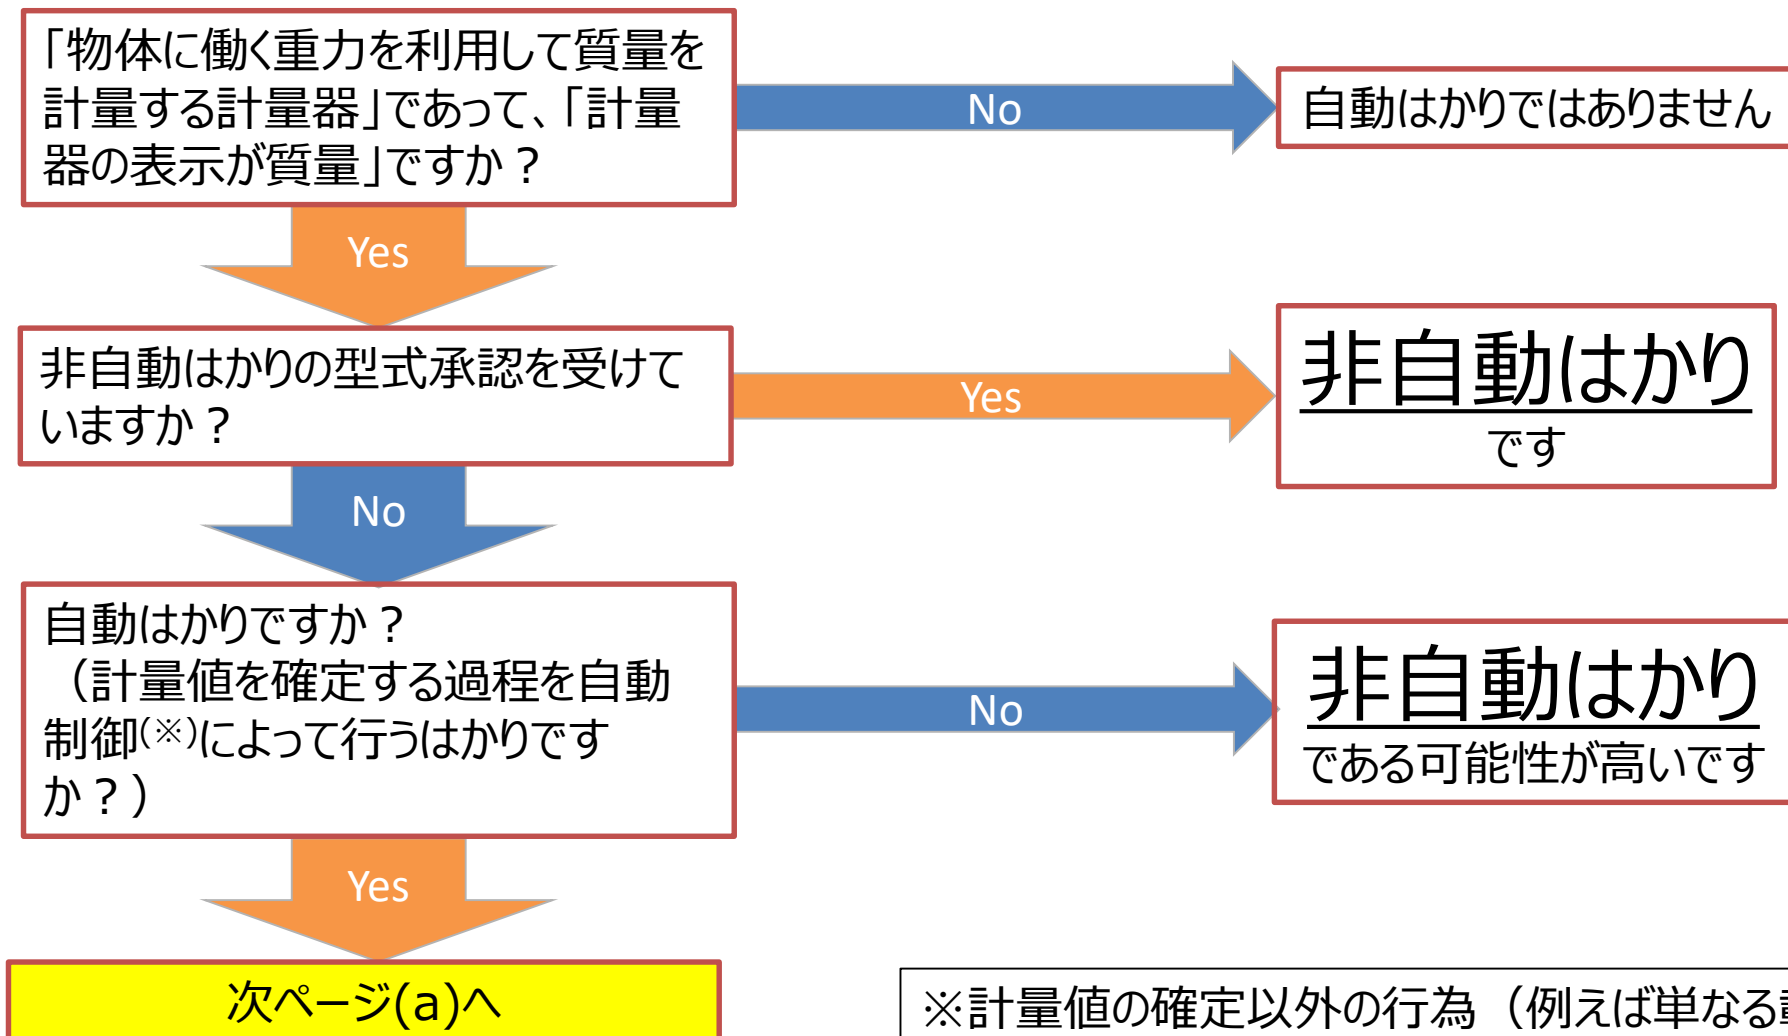 「物体に働く重力を利用して質量を
計量する計量器」であって、「計量
器の表示が質量」ですか？
No
自動はかりではありません
Yes
非自動はかりの型式承認を受けて
いますか？
Yes
非自動はかり
です
No
自動はかりですか？
（計量値を確定する過程を自動
制御(※)によって行うはかりです
か？）
No
非自動はかり
である可能性が高いです
Yes
次ページ(a)へ
※計量値の確定以外の行為（例えば単なる